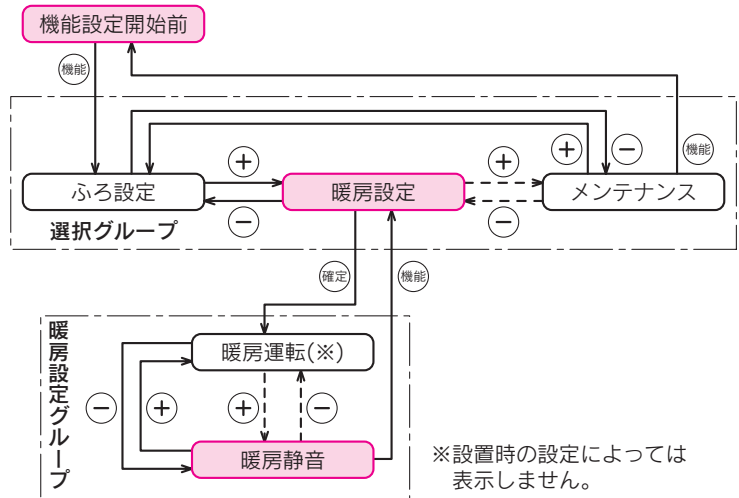 機能設定開始前
機能
⊕
⊖
機能
⊕
⊕
ふろ設定
暖房設定
メンテナンス
⊖
⊖
選択グループ
確定
機能
暖房設定グループ
暖房運転(※)
⊖
⊕
⊕
⊖
暖房静音
※設置時の設定によっては
表示しません。